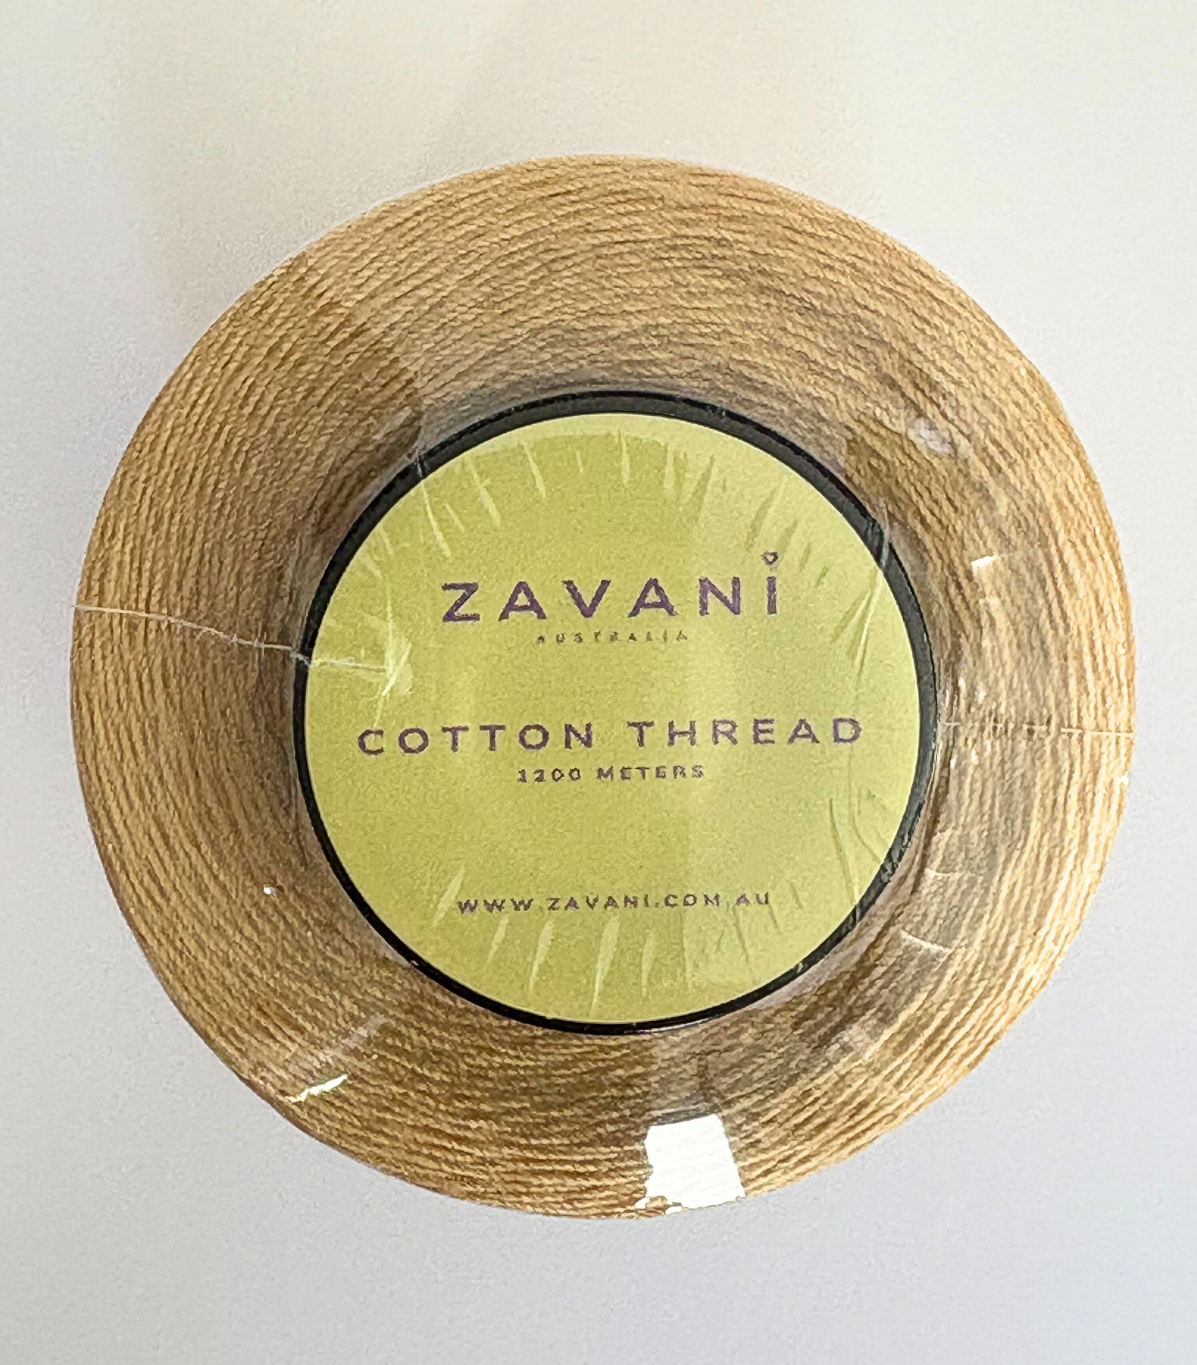 ZAVANi
AUSTRALIA
COTTON THREAD
1200 METERS
WWW.ZAVANI.COM.AU